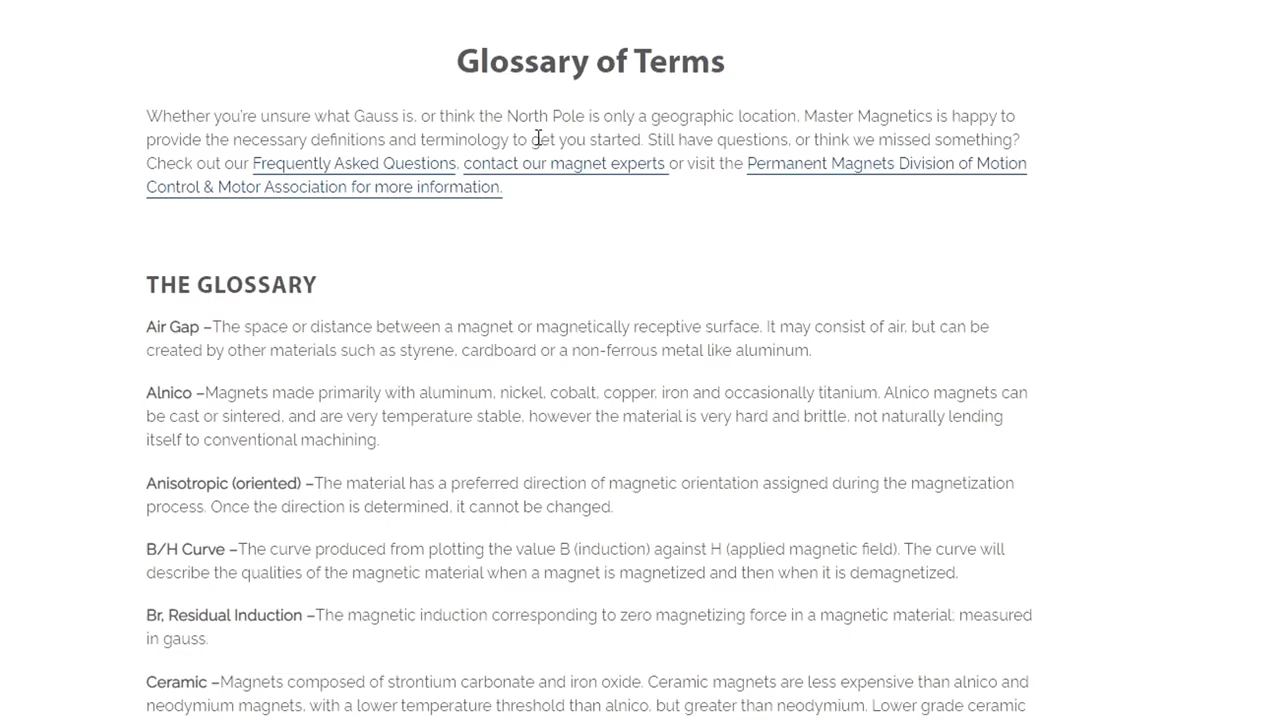 Glossary of Terms
Whether you're unsure what Gauss is, or think the North Pole is only a geographic location, Master Magnetics is happy to
provide the necessary definitions and terminology to get you started. Still have questions, or think we missed something?
Check out our Frequently Asked Questions, contact our magnet experts or visit the Permanent Magnets Division of Motion
Control & Motor Association for more information.
THE GLOSSARY
Air Gap –The space or distance between a magnet or magnetically receptive surface. It may consist of air, but can be
created by other materials such as styrene, cardboard or a non-ferrous metal like aluminum.
Alnico –Magnets made primarily with aluminum, nickel, cobalt, copper, iron and occasionally titanium. Alnico magnets can
be cast or sintered, and are very temperature stable, however the material is very hard and brittle, not naturally lending
itself to conventional machining.
Anisotropic (oriented) –The material has a preferred direction of magnetic orientation assigned during the magnetization
process. Once the direction is determined, it cannot be changed.
B/H Curve –The curve produced from plotting the value B (induction) against H (applied magnetic field). The curve will
describe the qualities of the magnetic material when a magnet is magnetized and then when it is demagnetized.
Br, Residual Induction –The magnetic induction corresponding to zero magnetizing force in a magnetic material; measured
in gauss.
Ceramic –Magnets composed of strontium carbonate and iron oxide. Ceramic magnets are less expensive than alnico and
neodymium magnets, with a lower temperature threshold than alnico, but greater than neodymium. Lower grade ceramic